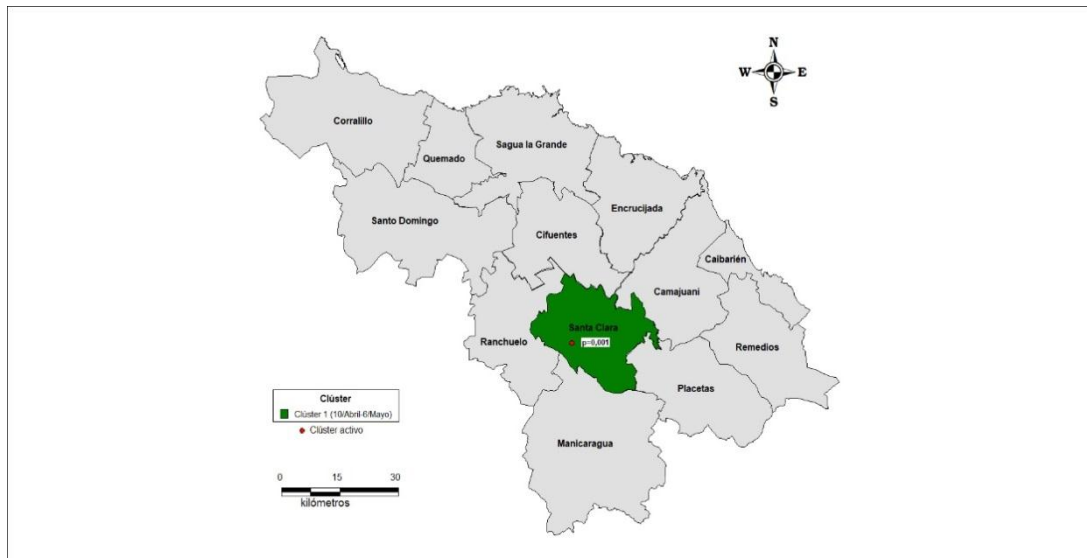 N
W E
S
Corralillo
Quemado
Sagua la Grande
Encrucijada
Santo Domingo
Cifuentes
Caibarién
Camajuaní
Santa Clara
p=0,001
Ranchuelo
Remedios
Placetas
Manicaragua
Clúster
Clúster 1 (10/Abril-6/Mayo)
Clúster activo
0 15 30
kilómetros